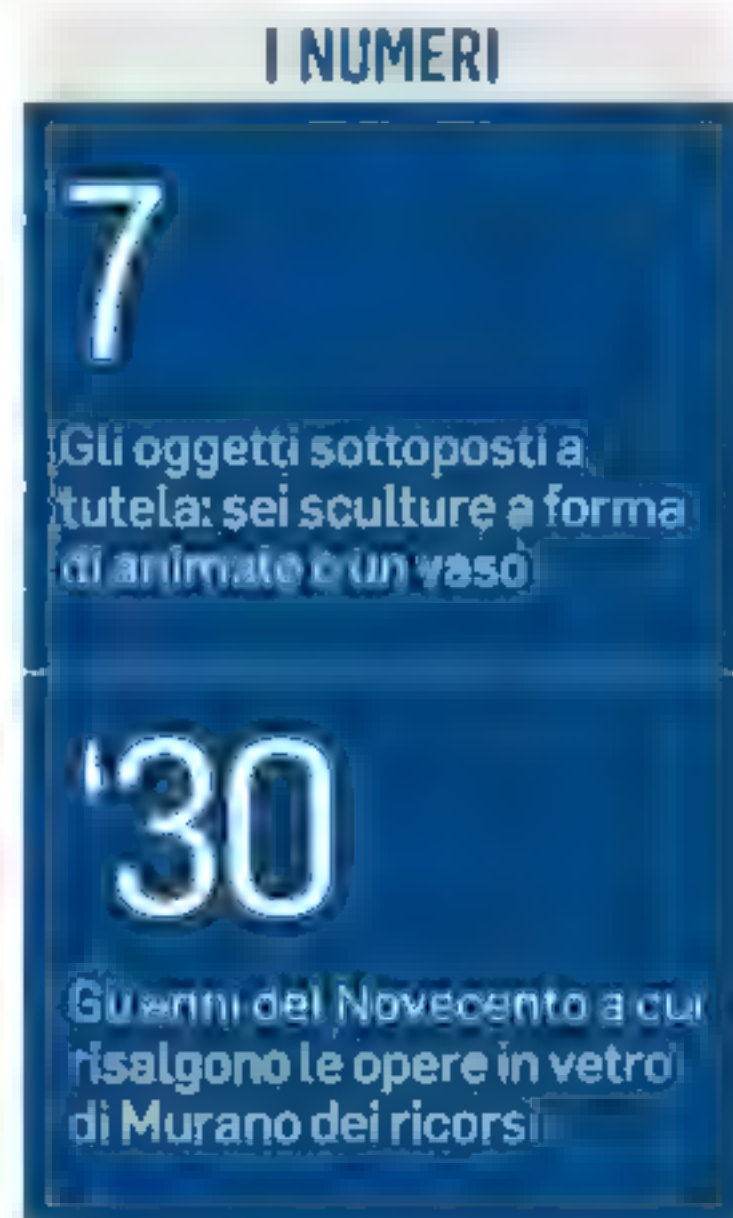 I NUMERI
7
Gli oggetti sottoposti a
tutela: sei sculture a forma
di animale e un vaso
'30
Gli anni del Novecento a cui
risalgono le opere in vetro
di Murano dei ricorsi